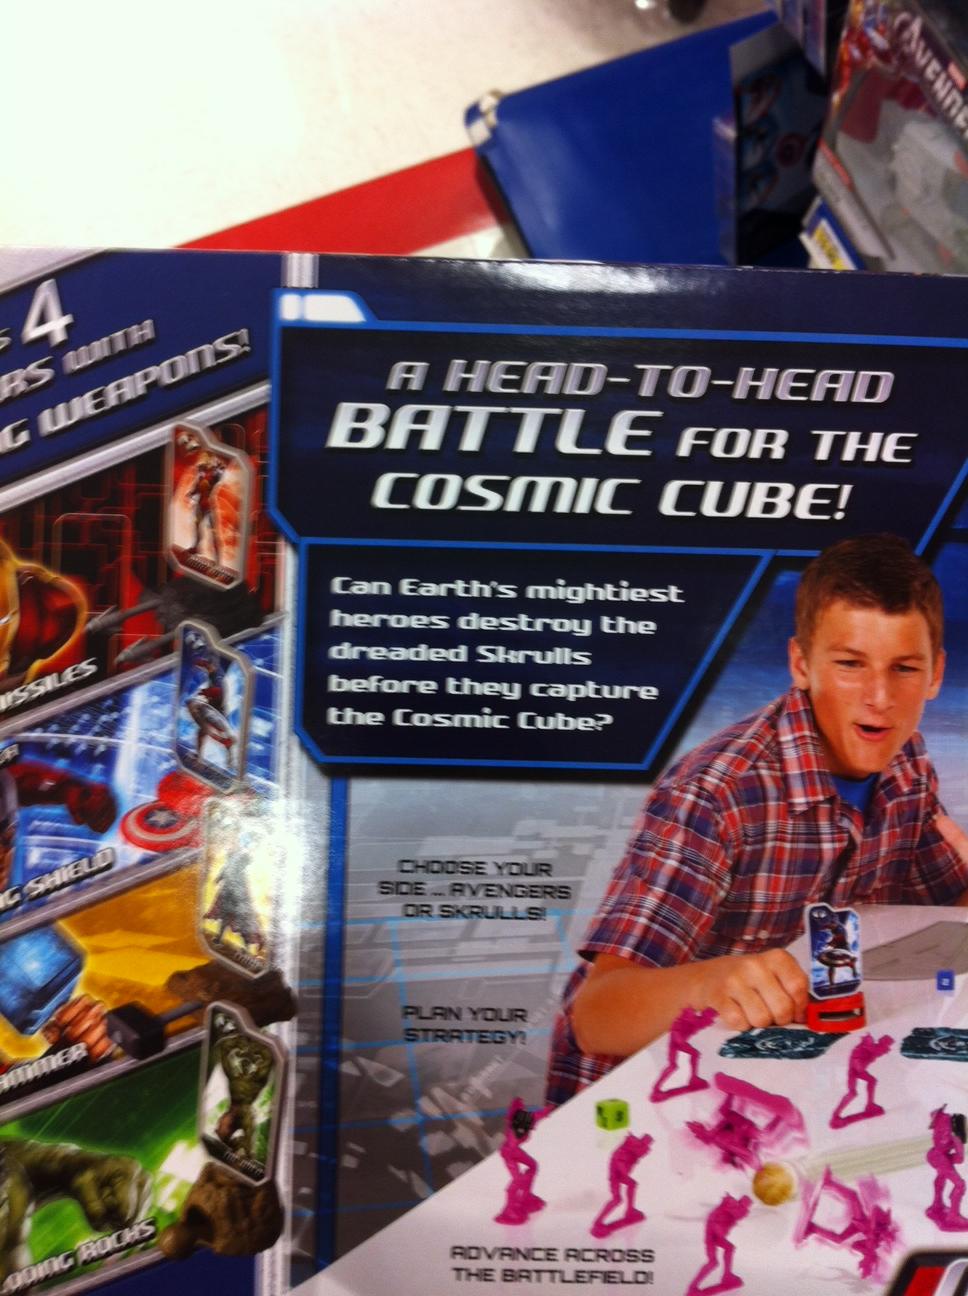 4
WITH
WEAPONS!
MISSILES
SHIELD
ROCKS
A HEAD-TO-HEAD
BATTLE FOR THE
COSMIC CUBE!
Can Earth's mightiest
heroes destroy the
dreaded Skrulls
before they capture
the Cosmic Cube?
CHOOSE YOUR
SIDE... AVENGERS
OR SKRULLS!
PLAN YOUR
STRATEGY!
ADVANCE ACROSS
THE BATTLEFIELD!